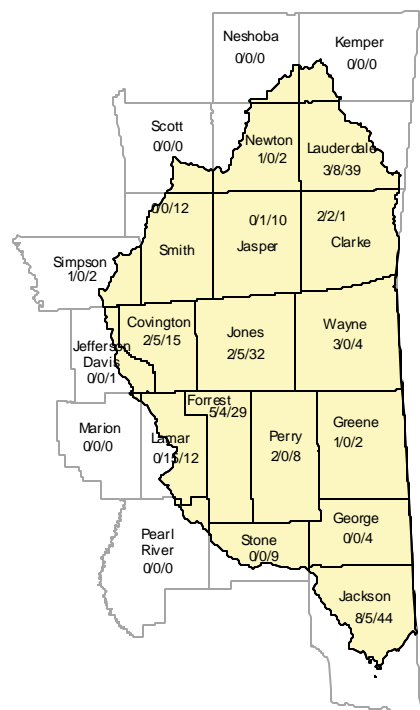 Neshoba
0/0/0
Kemper
0/0/0
Scott
0/0/0
Newton
1/0/2
Lauderdale
3/8/39
0/0/12
Smith
0/1/10
Jasper
2/2/1
Clarke
Simpson
1/0/2
Covington
2/5/15
Jones
2/5/32
Wayne
3/0/4
Jefferson
Davis
0/0/1
Marion
0/0/0
Lamar
0/15/12
Forrest
5/4/29
Perry
2/0/8
Greene
1/0/2
Pearl
River
0/0/0
Stone
0/0/9
George
0/0/4
Jackson
8/5/44